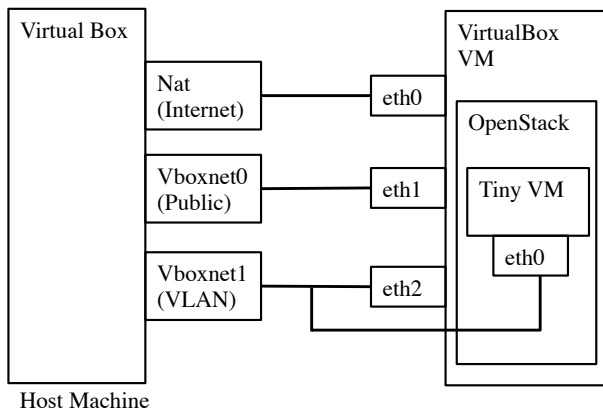 Virtual Box
Nat
(Internet)
Vboxnet0
(Public)
Vboxnet1
(VLAN)
Host Machine
eth0
eth1
eth2
VirtualBox
VM
OpenStack
Tiny VM
eth0